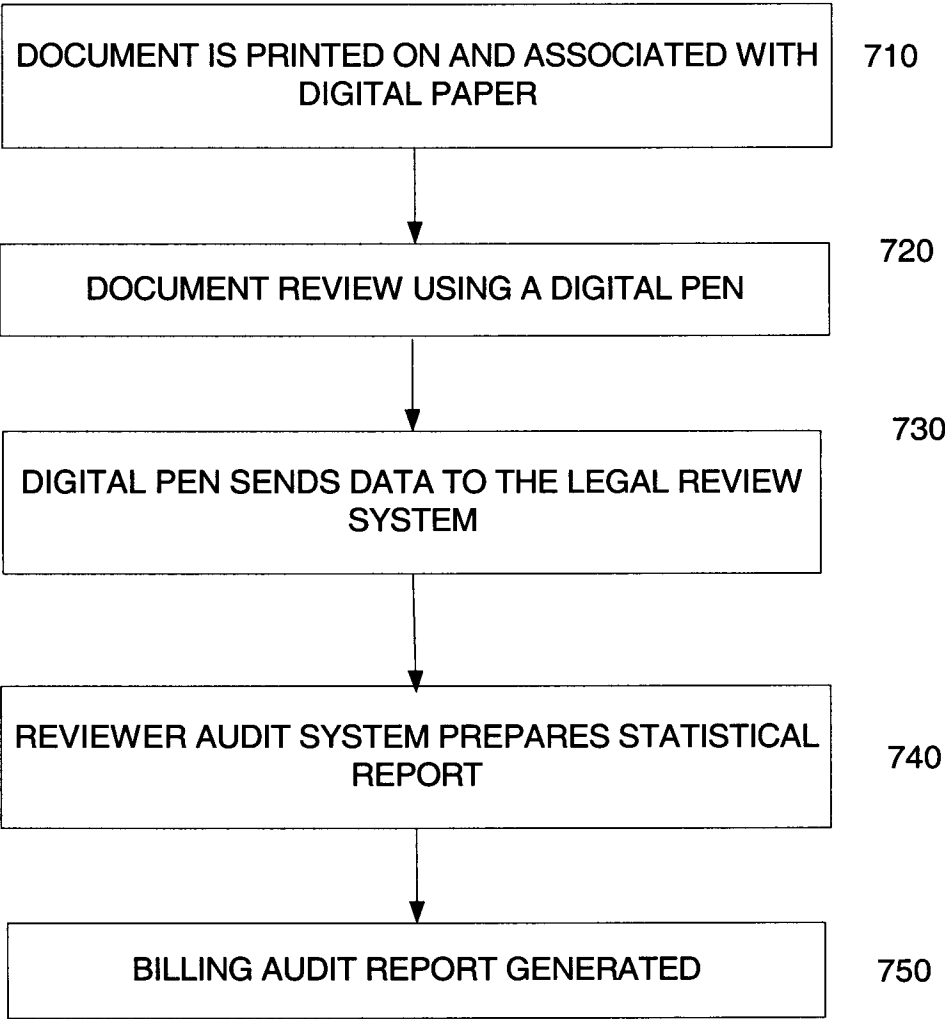 DOCUMENT IS PRINTED ON AND ASSOCIATED WITH
DIGITAL PAPER
710
DOCUMENT REVIEW USING A DIGITAL PEN
720
DIGITAL PEN SENDS DATA TO THE LEGAL REVIEW
SYSTEM
730
REVIEWER AUDIT SYSTEM PREPARES STATISTICAL
REPORT
740
BILLING AUDIT REPORT GENERATED
750